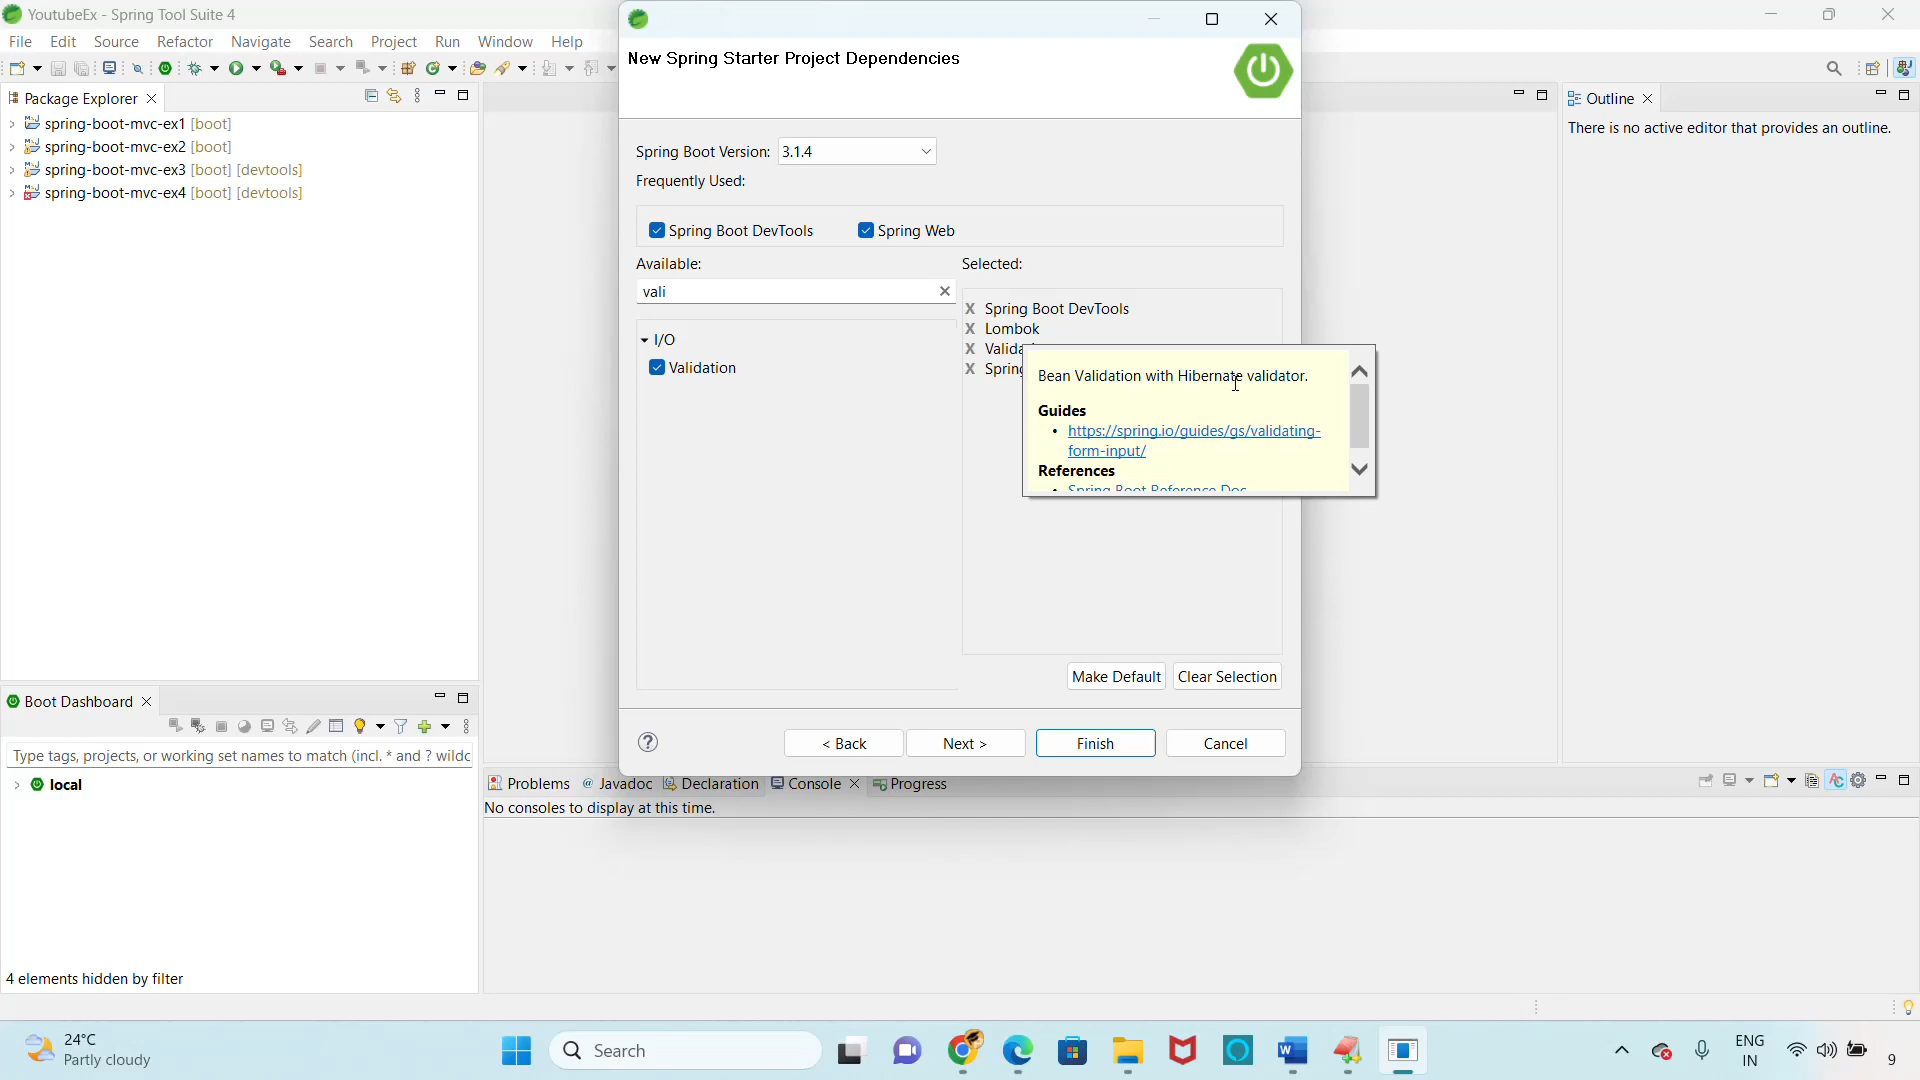 YoutubeEx - Spring Tool Suite 4
File Edit Source Refactor Navigate Search Project Run Window Help
Package Explorer
spring-boot-mvc-ex1 [boot]
spring-boot-mvc-ex2 [boot]
spring-boot-mvc-ex3 [boot] [devtools]
spring-boot-mvc-ex4 [boot] [devtools]
Boot Dashboard
Type tags, projects, or working set names to match (incl. * and ? wildc
local
4 elements hidden by filter
New Spring Starter Project Dependencies
Spring Boot Version: 3.1.4
Frequently Used:
Spring Boot DevTools Spring Web
Available: Selected:
vali
I/O
Validation
X Spring Boot DevTools
X Lombok
X Valida
X Spring
Bean Validation with Hibernate validator.
Guides
• https://spring.io/guides/gs/validating-
form-input/
References
• Spring Boot Reference Doc
Make Default Clear Selection
< Back Next > Finish Cancel
Outline
There is no active editor that provides an outline.
Problems @ Javadoc Declaration Console Progress
No consoles to display at this time.
24°C
Partly cloudy
Search
ENG
IN
9